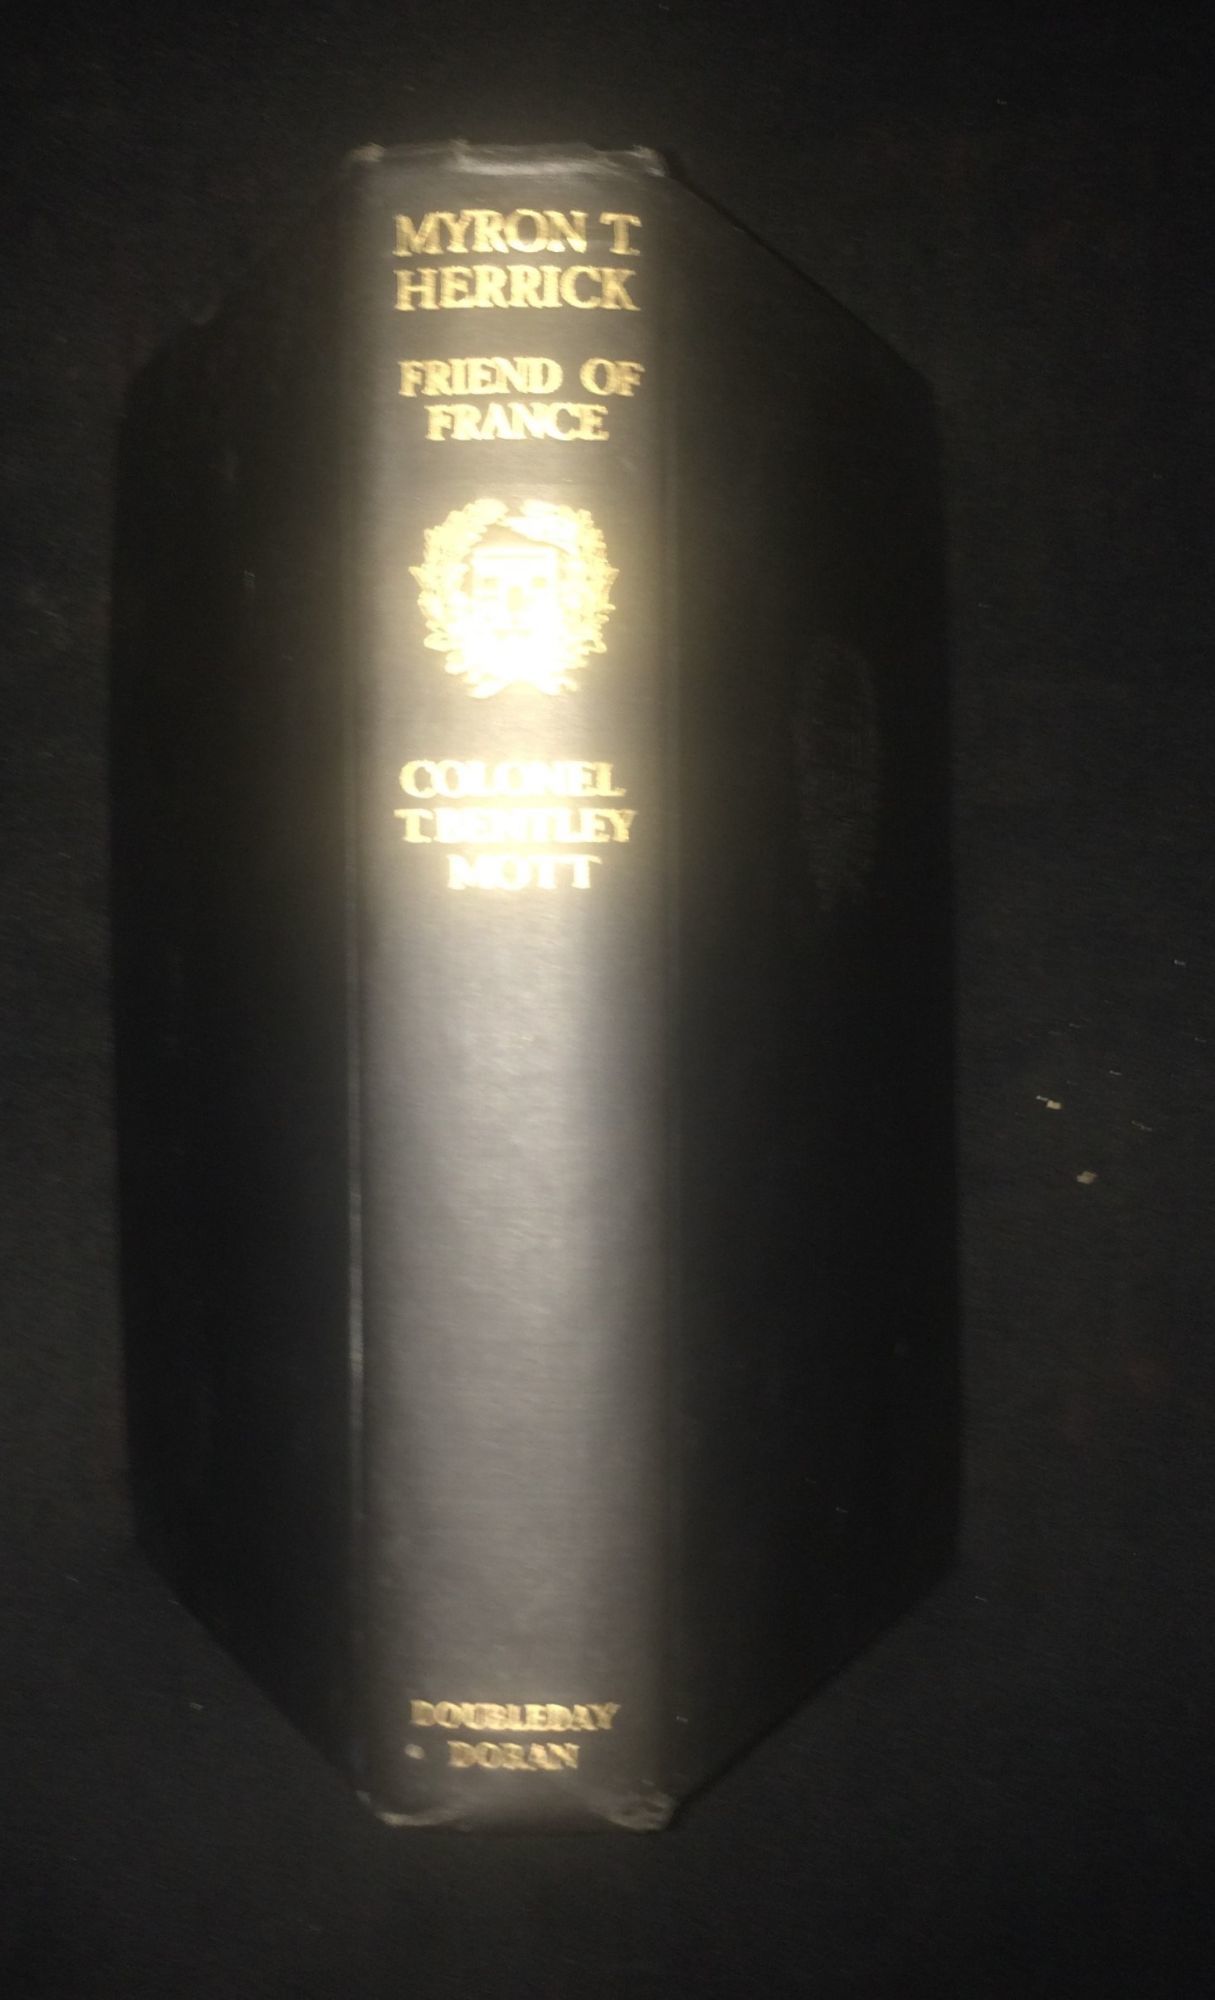 MYRON T.
HERRICK
FRIEND OF
FRANCE
COLONEL
T. BENTLEY
MOTT
DOUBLEDAY
DORAN